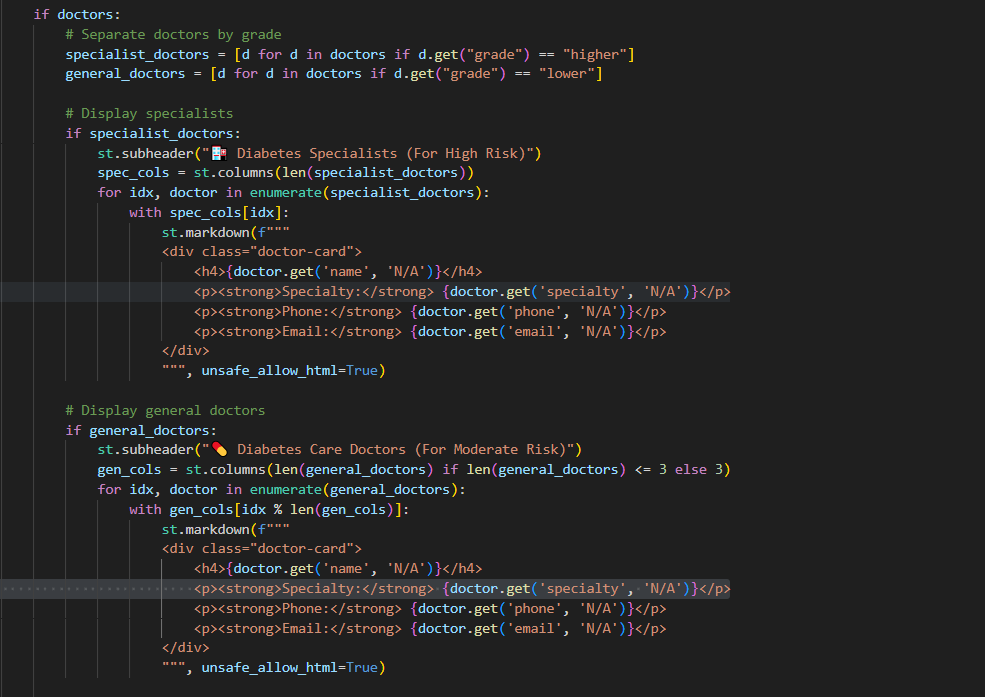 if doctors:
# Separate doctors by grade
specialist_doctors = [d for d in doctors if d.get("grade") == "higher"]
general_doctors = [d for d in doctors if d.get("grade") == "lower"]
# Display specialists
if specialist_doctors:
st.subheader("🏥 Diabetes Specialists (For High Risk)")
spec_cols = st.columns(len(specialist_doctors))
for idx, doctor in enumerate(specialist_doctors):
with spec_cols[idx]:
st.markdown(f"""
<div class="doctor-card">
<h4>{doctor.get('name', 'N/A')}</h4>
<p><strong>Specialty:</strong> {doctor.get('specialty', 'N/A')}</p>
<p><strong>Phone:</strong> {doctor.get('phone', 'N/A')}</p>
<p><strong>Email:</strong> {doctor.get('email', 'N/A')}</p>
</div>
""", unsafe_allow_html=True)
# Display general doctors
if general_doctors:
st.subheader("💊 Diabetes Care Doctors (For Moderate Risk)")
gen_cols = st.columns(len(general_doctors) if len(general_doctors) <= 3 else 3)
for idx, doctor in enumerate(general_doctors):
with gen_cols[idx % len(gen_cols)]:
st.markdown(f"""
<div class="doctor-card">
<h4>{doctor.get('name', 'N/A')}</h4>
<p><strong>Specialty:</strong> {doctor.get('specialty', 'N/A')}</p>
<p><strong>Phone:</strong> {doctor.get('phone', 'N/A')}</p>
<p><strong>Email:</strong> {doctor.get('email', 'N/A')}</p>
</div>
""", unsafe_allow_html=True)